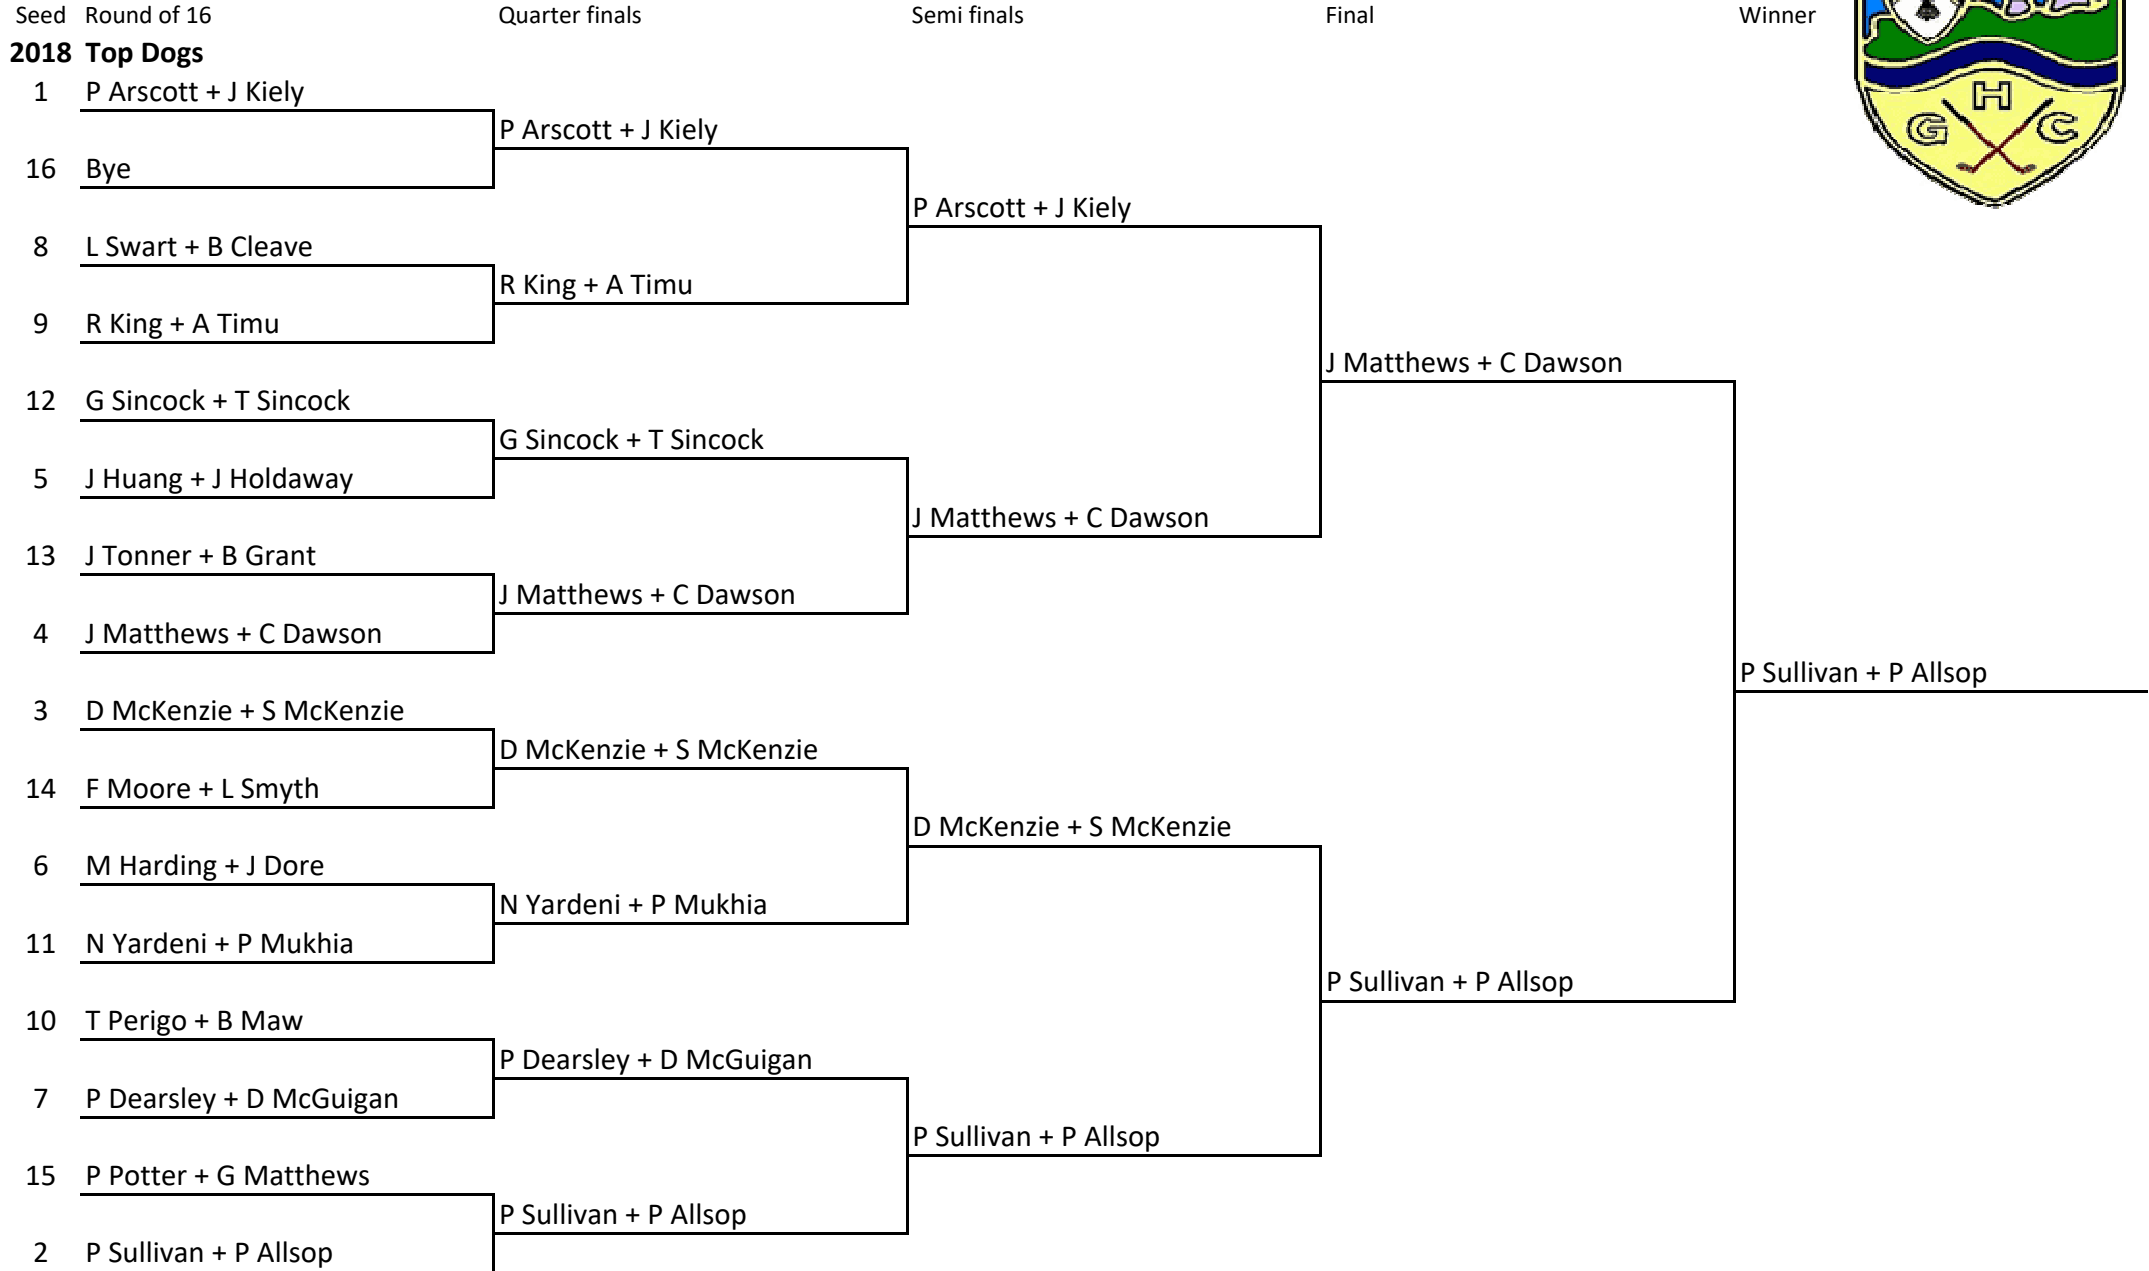 Seed Round of 16 Quarter finals Semi finals Final Winner
2018 Top Dogs
1 P Arscott + J Kiely
P Arscott + J Kiely
16 Bye
P Arscott + J Kiely
8 L Swart + B Cleave
R King + A Timu
9 R King + A Timu
J Matthews + C Dawson
12 G Sincock + T Sincock
G Sincock + T Sincock
5 J Huang + J Holdaway
J Matthews + C Dawson
13 J Tonner + B Grant
J Matthews + C Dawson
4 J Matthews + C Dawson
P Sullivan + P Allsop
3 D McKenzie + S McKenzie
D McKenzie + S McKenzie
14 F Moore + L Smyth
D McKenzie + S McKenzie
6 M Harding + J Dore
N Yardeni + P Mukhia
11 N Yardeni + P Mukhia
P Sullivan + P Allsop
10 T Perigo + B Maw
P Dearsley + D McGuigan
7 P Dearsley + D McGuigan
P Sullivan + P Allsop
15 P Potter + G Matthews
P Sullivan + P Allsop
2 P Sullivan + P Allsop
H
G C